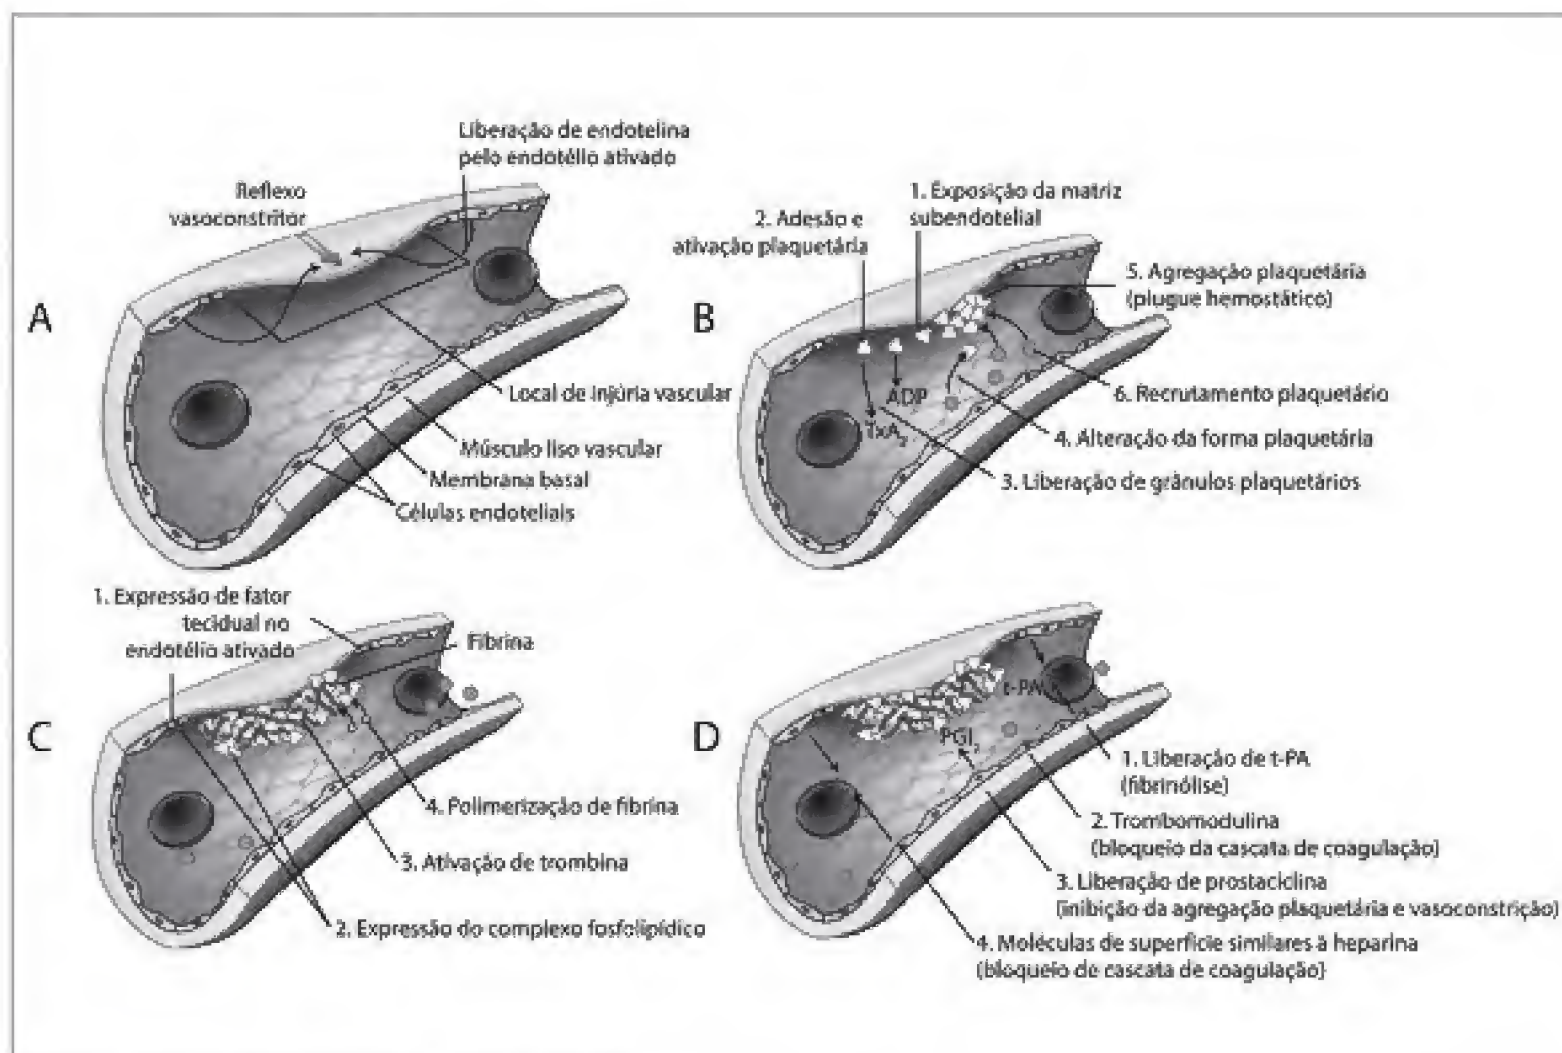 A
Liberação de endotelina
pelo endotélio ativado
Reflexo
vasoconstritor
Local de injúria vascular
Músculo liso vascular
Membrana basal
Células endoteliais
B
1. Exposição da matriz
subendotelial
2. Adesão e
ativação plaquetária
5. Agregação plaquetária
(plugue hemostático)
ADP
TxA2
6. Recrutamento plaquetário
4. Alteração da forma plaquetária
3. Liberação de grânulos plaquetários
C
1. Expressão de fator
tecidual no
endotélio ativado
Fibrina
4. Polimerização de fibrina
3. Ativação de trombina
2. Expressão do complexo fosfolipídico
D
t-PA
PGI2
1. Liberação de t-PA
(fibrinólise)
2. Trombomodulina
(bloqueio da cascata de coagulação)
3. Liberação de prostaciclina
(inibição da agregação plaquetária e vasoconstrição)
4. Moléculas de superfície similares à heparina
(bloqueio de cascata de coagulação)